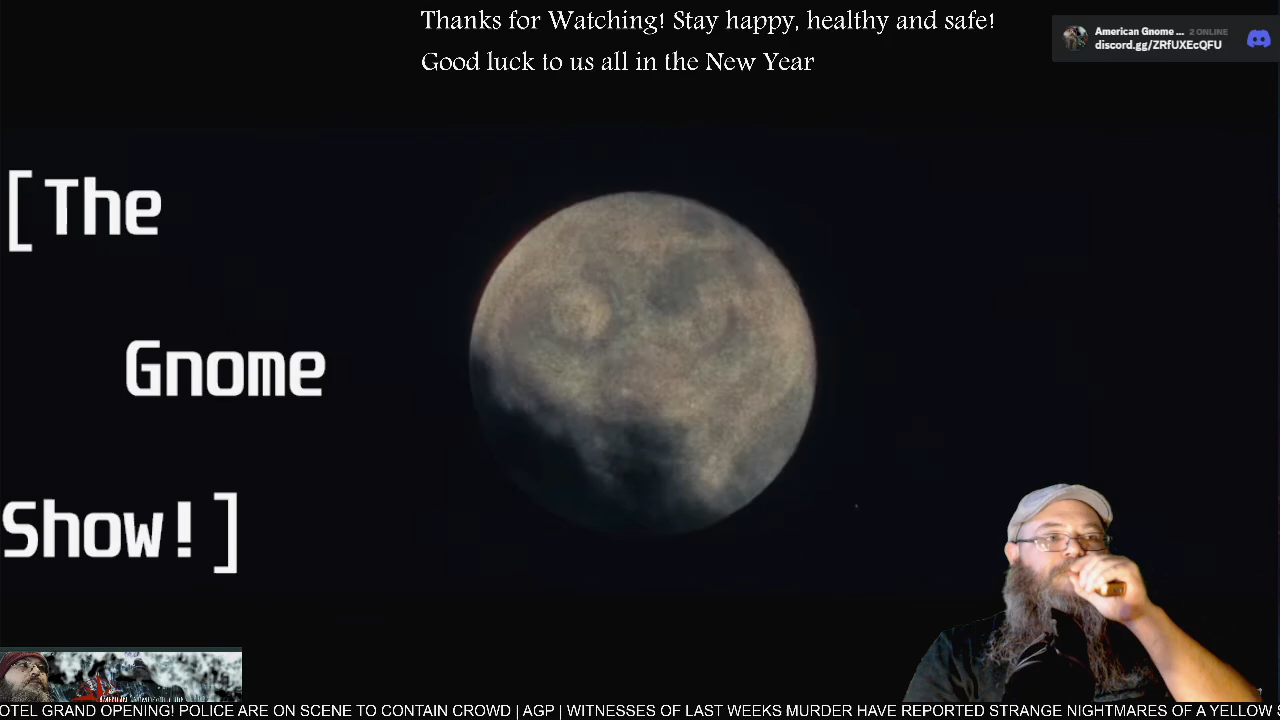 Thanks for Watching! Stay happy, healthy and safe!
Good luck to us all in the New Year
American Gnome ... 2 ONLINE
discord.gg/ZRfUXEcQFU
[The
Gnome
Show!]
OTEL GRAND OPENING! POLICE ARE ON SCENE TO CONTAIN CROWD | AGP | WITNESSES OF LAST WEEKS MURDER HAVE REPORTED STRANGE NIGHTMARES OF A YELLOW S